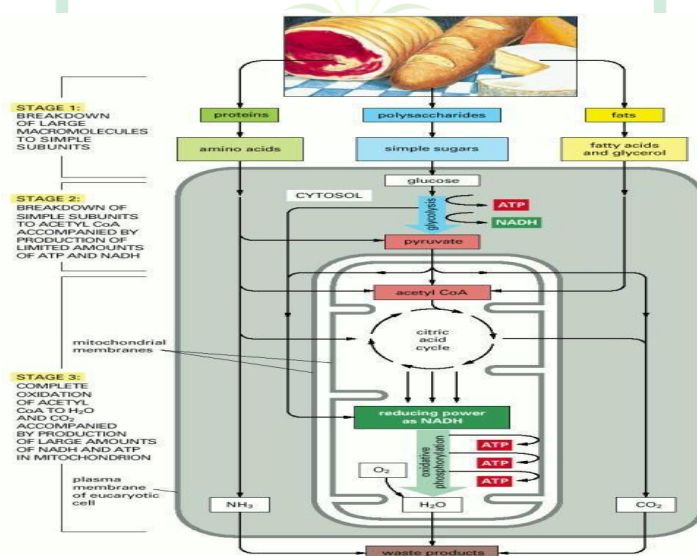 STAGE 1:
BREAKDOWN
OF LARGE
MACROMOLECULES
TO SIMPLE
SUBUNITS
proteins
polysaccharides
fats
amino acids
simple sugars
fatty acids
and glycerol
STAGE 2:
BREAKDOWN OF
SIMPLE SUBUNITS
TO ACETYL CoA
ACCOMPANIED BY
PRODUCTION OF
LIMITED AMOUNTS
OF ATP AND NADH
CYTOSOL
glucose
glycolysis
ATP
NADH
pyruvate
acetyl CoA
citric
acid
cycle
mitochondrial
membranes
STAGE 3:
COMPLETE
OXIDATION
OF ACETYL
CoA TO H₂O
AND CO₂
ACCOMPANIED
BY PRODUCTION
OF LARGE AMOUNTS
OF NADH AND ATP
IN MITOCHONDRION
reducing power
as NADH
oxidative
phosphorylation
ATP
ATP
ATP
O₂
plasma
membrane
of eucaryotic
cell
NH₃
H₂O
CO₂
waste products